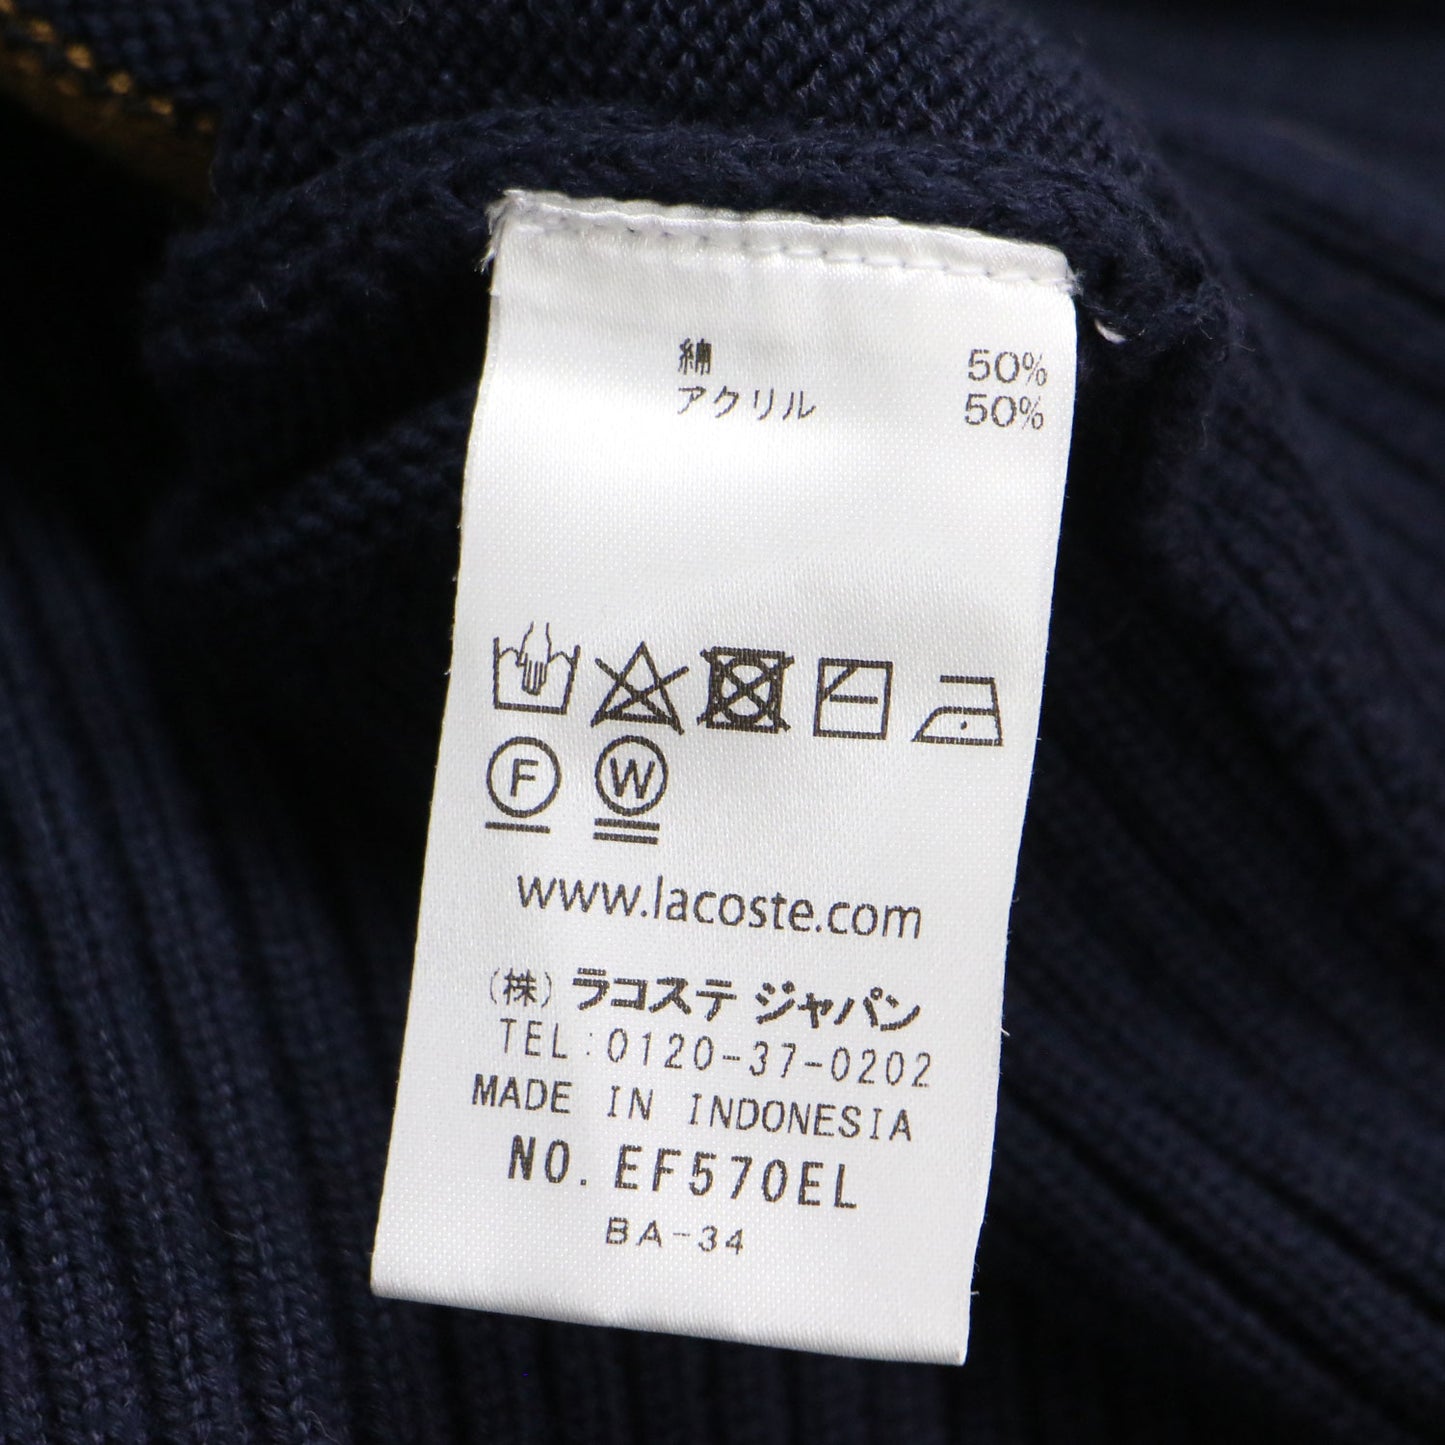 綿 50%
アクリル 50%
F W
www.lacoste.com
(株) ラコステ ジャパン
TEL:0120-37-0202
MADE IN INDONESIA
NO. EF570EL
BA-34